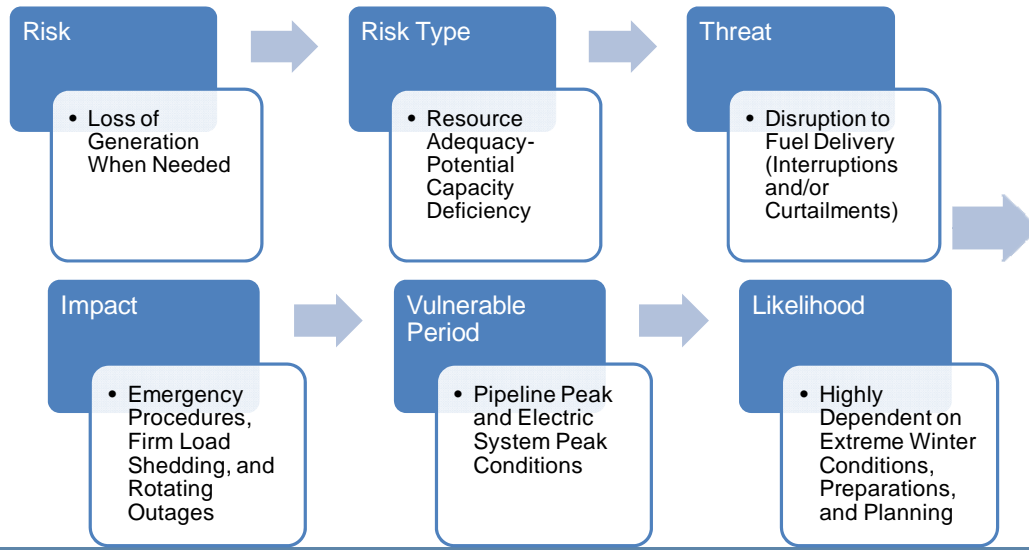 Risk
• Loss of
Generation
When Needed
Risk Type
• Resource
Adequacy-
Potential
Capacity
Deficiency
Threat
• Disruption to
Fuel Delivery
(Interruptions
and/or
Curtailments)
Impact
• Emergency
Procedures,
Firm Load
Shedding, and
Rotating
Outages
Vulnerable
Period
• Pipeline Peak
and Electric
System Peak
Conditions
Likelihood
• Highly
Dependent on
Extreme Winter
Conditions,
Preparations,
and Planning